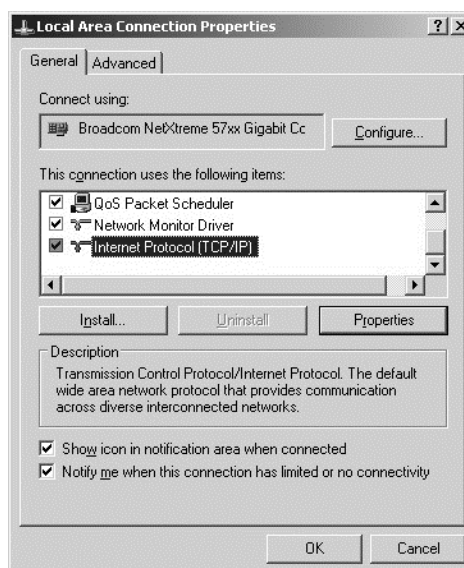 Local Area Connection Properties
General
Advanced
Connect using:
Broadcom NetXtreme 57xx Gigabit Cc
Configure...
This connection uses the following items:
QoS Packet Scheduler
Network Monitor Driver
Internet Protocol (TCP/IP)
Install...
Uninstall
Properties
Description
Transmission Control Protocol/Internet Protocol. The default
wide area network protocol that provides communication
across diverse interconnected networks.
Show icon in notification area when connected
Notify me when this connection has limited or no connectivity
OK
Cancel